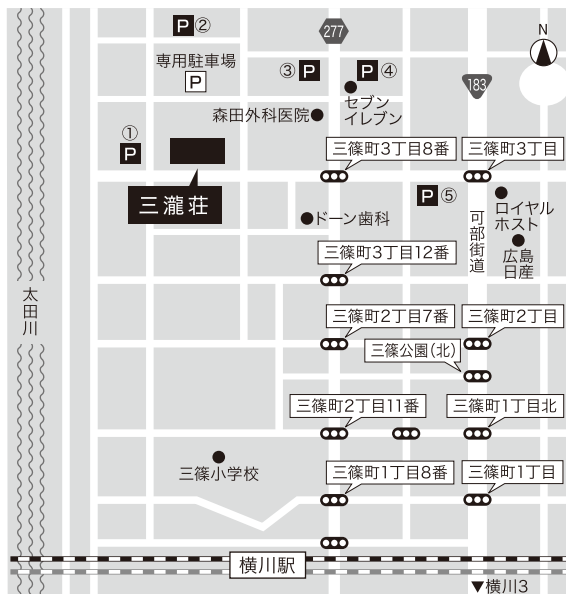 P②
277
N
専用駐車場
P
③P
P④
183
セブン
イレブン
森田外科医院
①
P
三篠町3丁目8番
三篠町3丁目
三瀧荘
P⑤
ロイヤル
ホスト
ドーン歯科
可部街道
広島
日産
三篠町3丁目12番
太田川
三篠町2丁目7番
三篠町2丁目
三篠公園(北)
三篠町2丁目11番
三篠町1丁目北
三篠小学校
三篠町1丁目8番
三篠町1丁目
横川駅
▼横川3